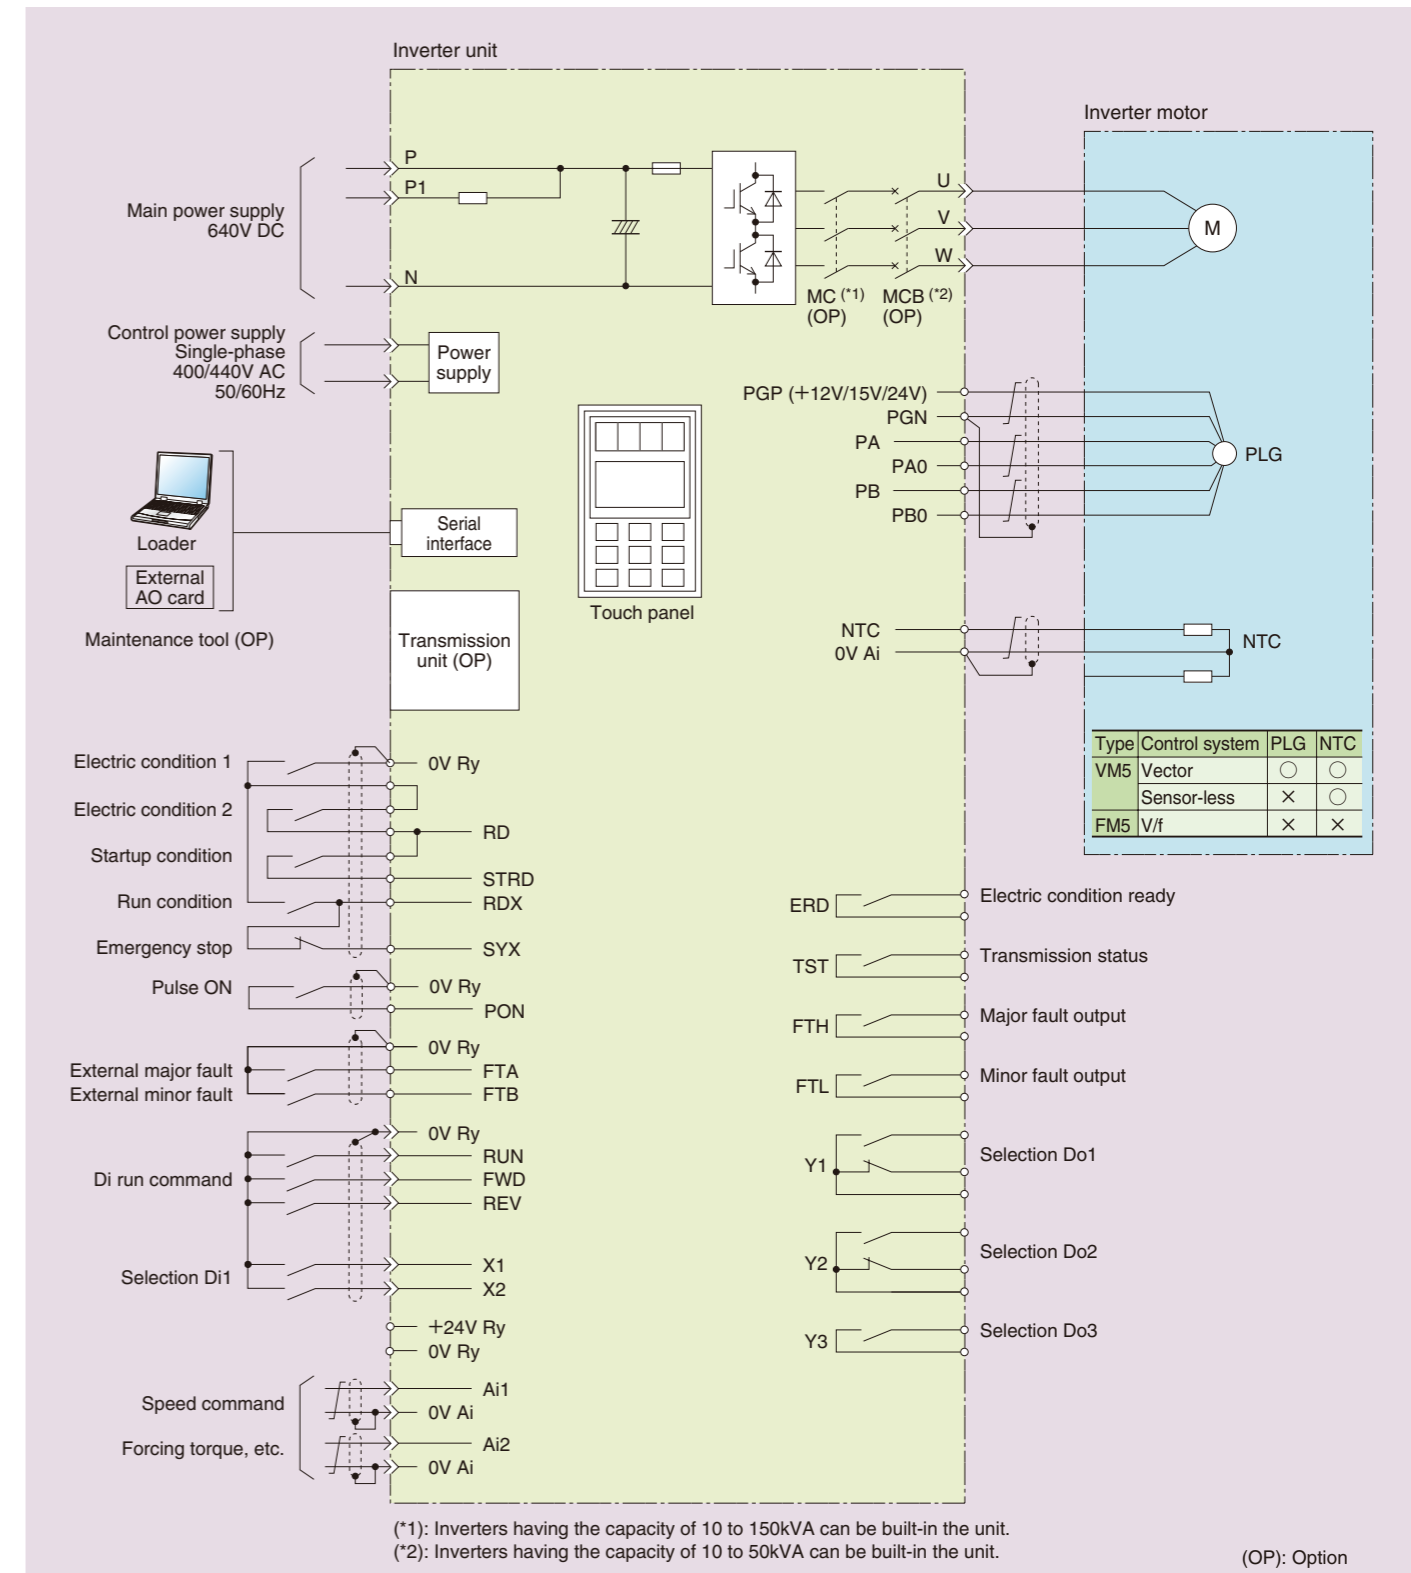 Inverter unit
Inverter motor
P
P1
Main power supply
640V DC
N
U
V
W
M
MC (*1)
(OP)
MCB (*2)
(OP)
Control power supply
Single-phase
400/440V AC
50/60Hz
Power
supply
PGP (+12V/15V/24V)
PGN
PA
PA0
PB
PB0
PLG
Loader
External
AO card
Maintenance tool (OP)
Serial
interface
Touch panel
Transmission
unit (OP)
NTC
0V Ai
NTC
Type Control system PLG NTC
VM5 Vector ○ ○
Sensor-less × ○
FM5 V/f × ×
Electric condition 1
0V Ry
Electric condition 2
RD
Startup condition
STRD
Run condition
RDX
Emergency stop
SYX
Pulse ON
0V Ry
PON
0V Ry
External major fault
FTA
External minor fault
FTB
0V Ry
RUN
Di run command
FWD
REV
X1
Selection Di1
X2
+24V Ry
0V Ry
Ai1
Speed command
0V Ai
Ai2
Forcing torque, etc.
0V Ai
ERD
Electric condition ready
TST
Transmission status
FTH
Major fault output
FTL
Minor fault output
Y1
Selection Do1
Y2
Selection Do2
Y3
Selection Do3
(*1): Inverters having the capacity of 10 to 150kVA can be built-in the unit.
(*2): Inverters having the capacity of 10 to 50kVA can be built-in the unit.
(OP): Option